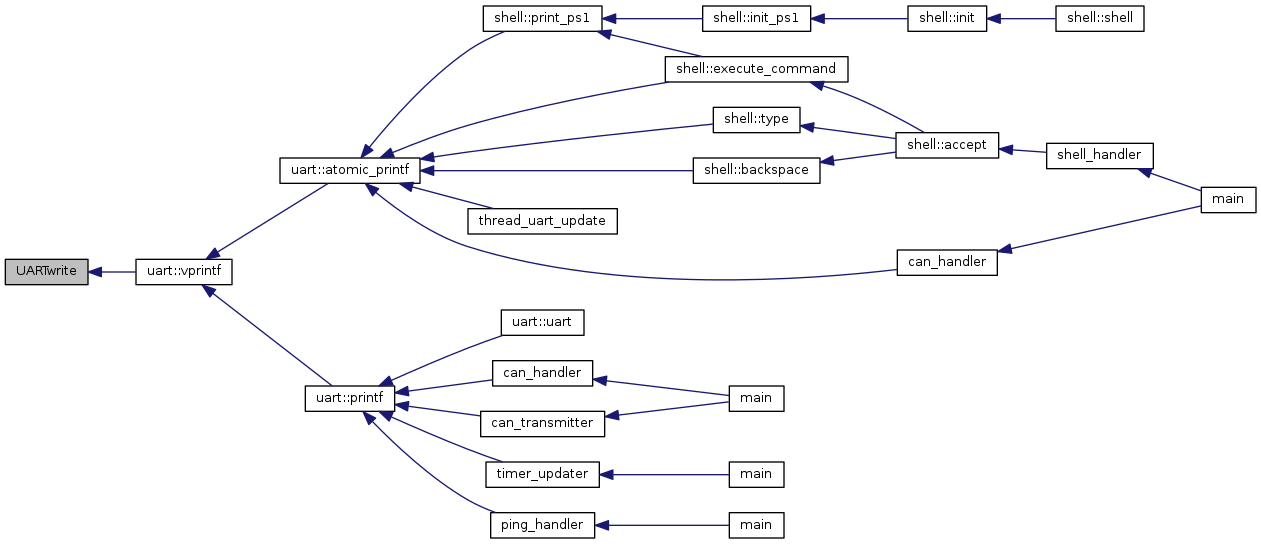 shell::print_ps1
shell::init_ps1
shell::init
shell::shell
shell::execute_command
shell::type
shell::accept
uart::atomic_printf
shell::backspace
shell_handler
main
thread_uart_update
can_handler
UARTwrite
uart::vprintf
uart::uart
can_handler
uart::printf
main
can_transmitter
timer_updater
main
ping_handler
main